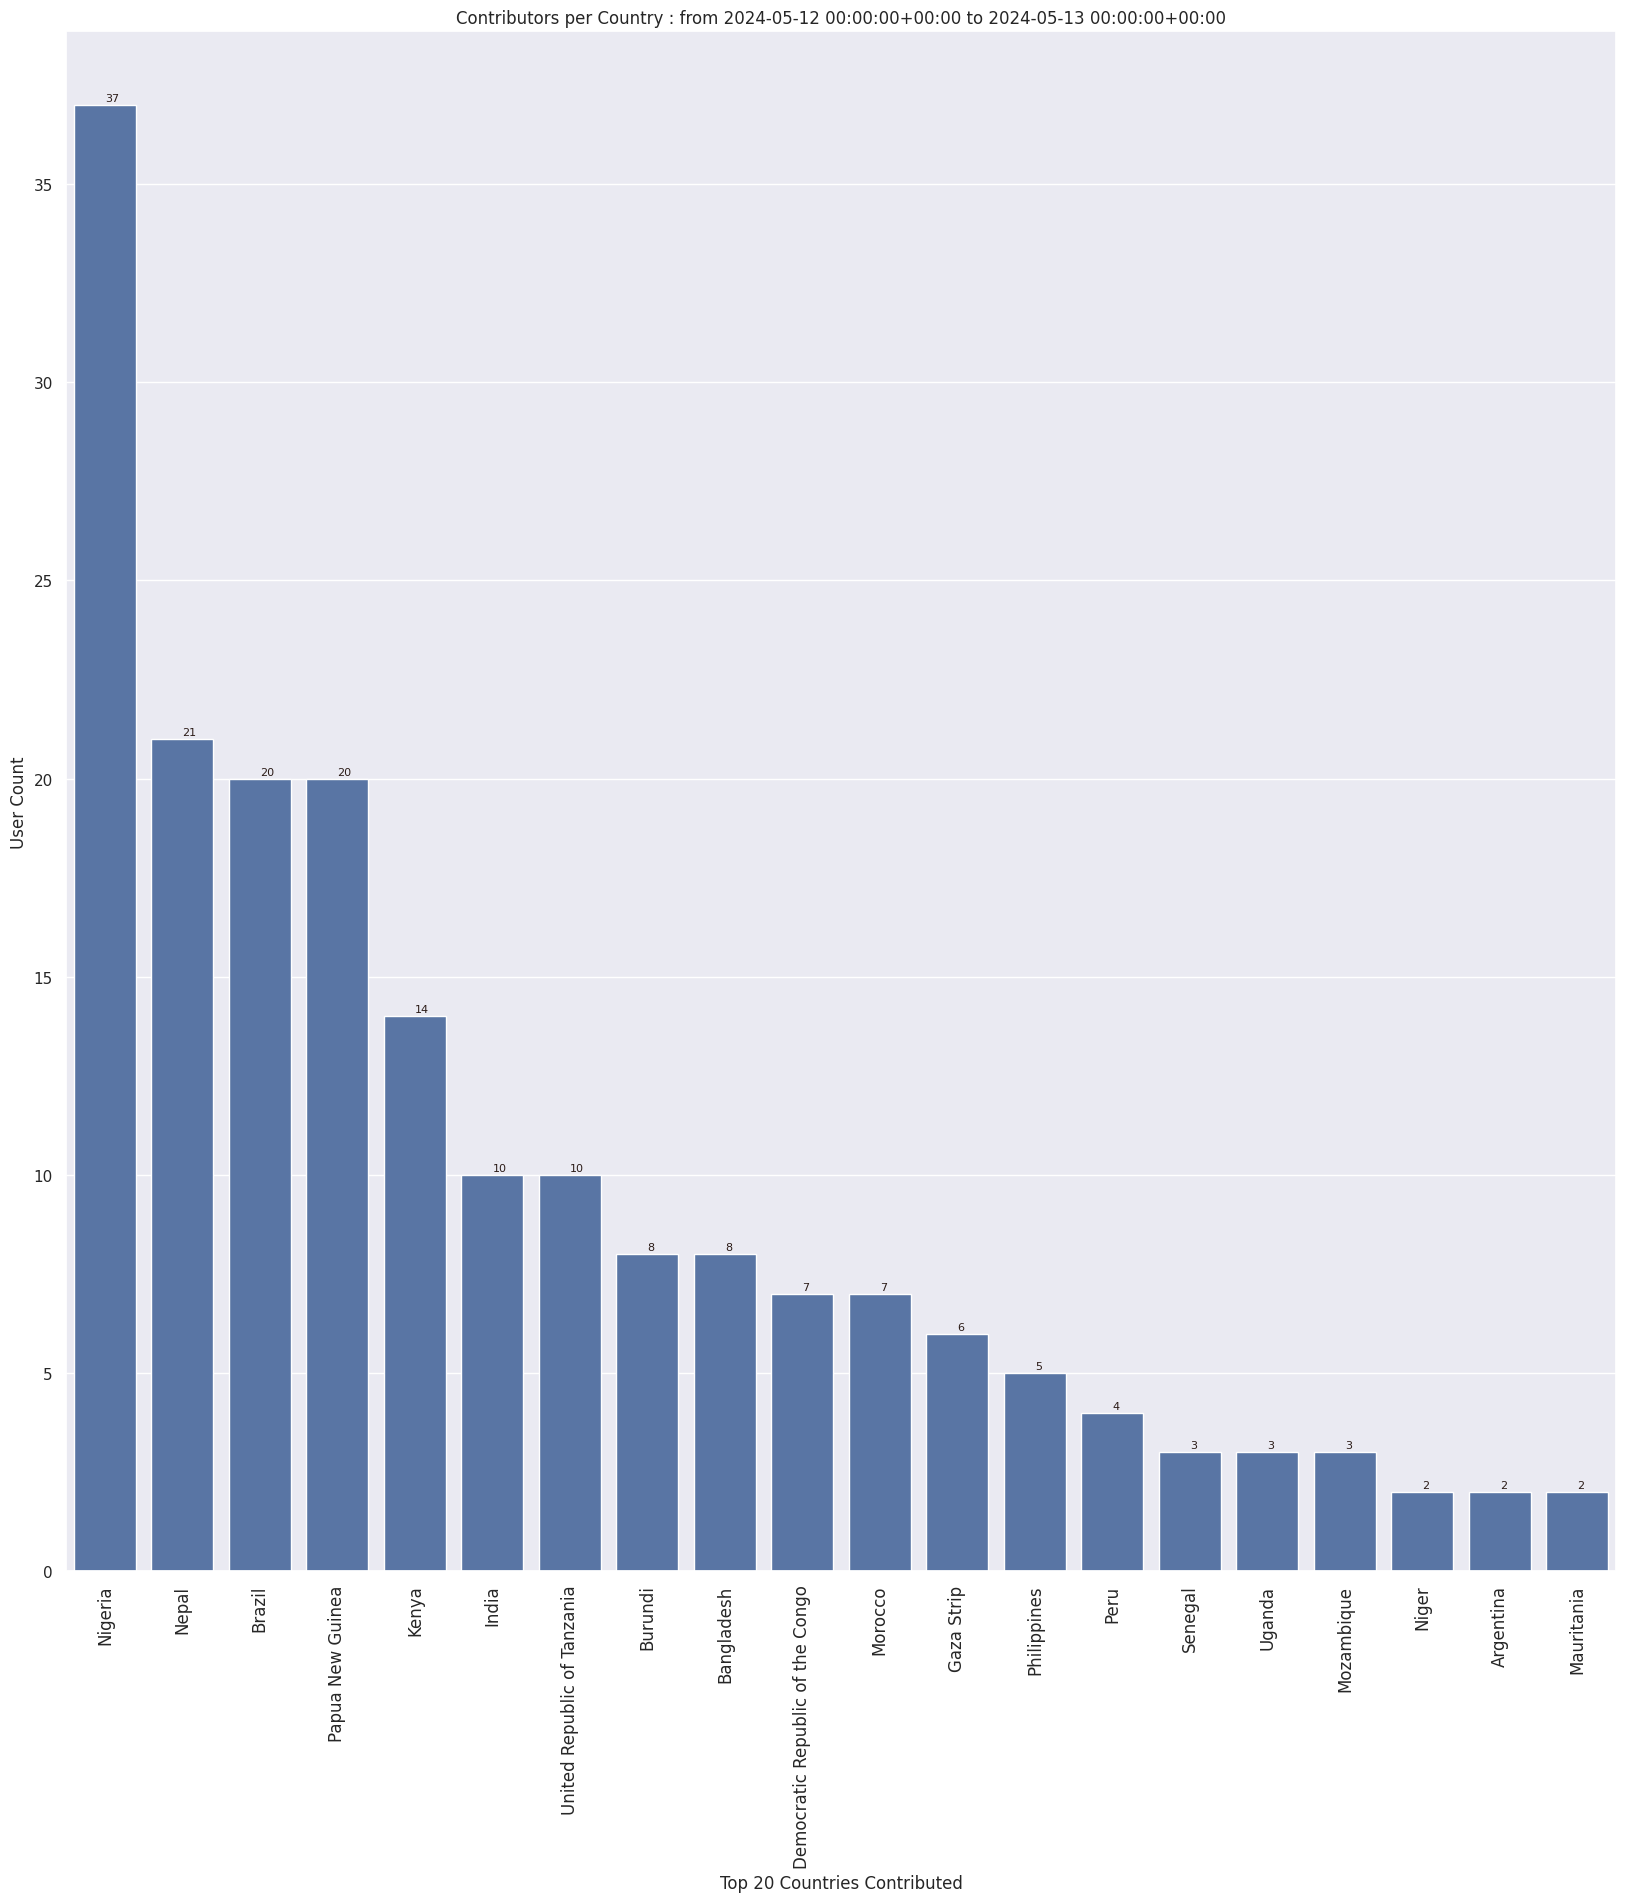 Contributors per Country : from 2024-05-12 00:00:00+00:00 to 2024-05-13 00:00:00+00:00
User Count
35
30
25
20
15
10
5
0
37
21
20
20
14
10
10
8
8
7
7
6
5
4
3
3
3
2
2
2
Nigeria
Nepal
Brazil
Papua New Guinea
Kenya
India
United Republic of Tanzania
Burundi
Bangladesh
Democratic Republic of the Congo
Morocco
Gaza Strip
Philippines
Peru
Senegal
Uganda
Mozambique
Niger
Argentina
Mauritania
Top 20 Countries Contributed